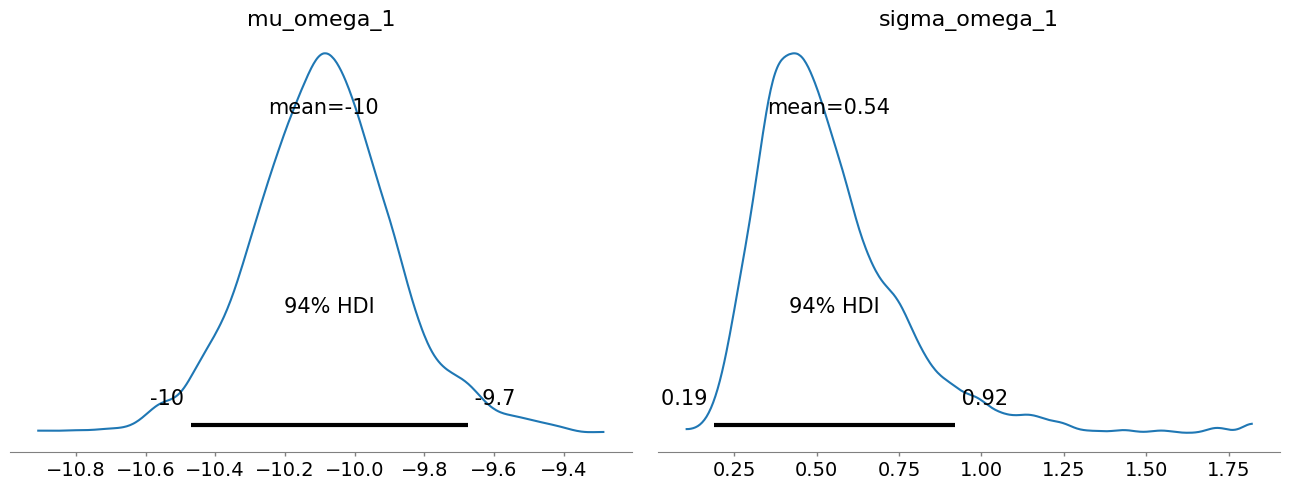 mu_omega_1
mean=-10
94% HDI
-10
-9.7
−10.8 −10.6 −10.4 −10.2 −10.0 −9.8 −9.6 −9.4
sigma_omega_1
mean=0.54
94% HDI
0.19
0.92
0.25 0.50 0.75 1.00 1.25 1.50 1.75